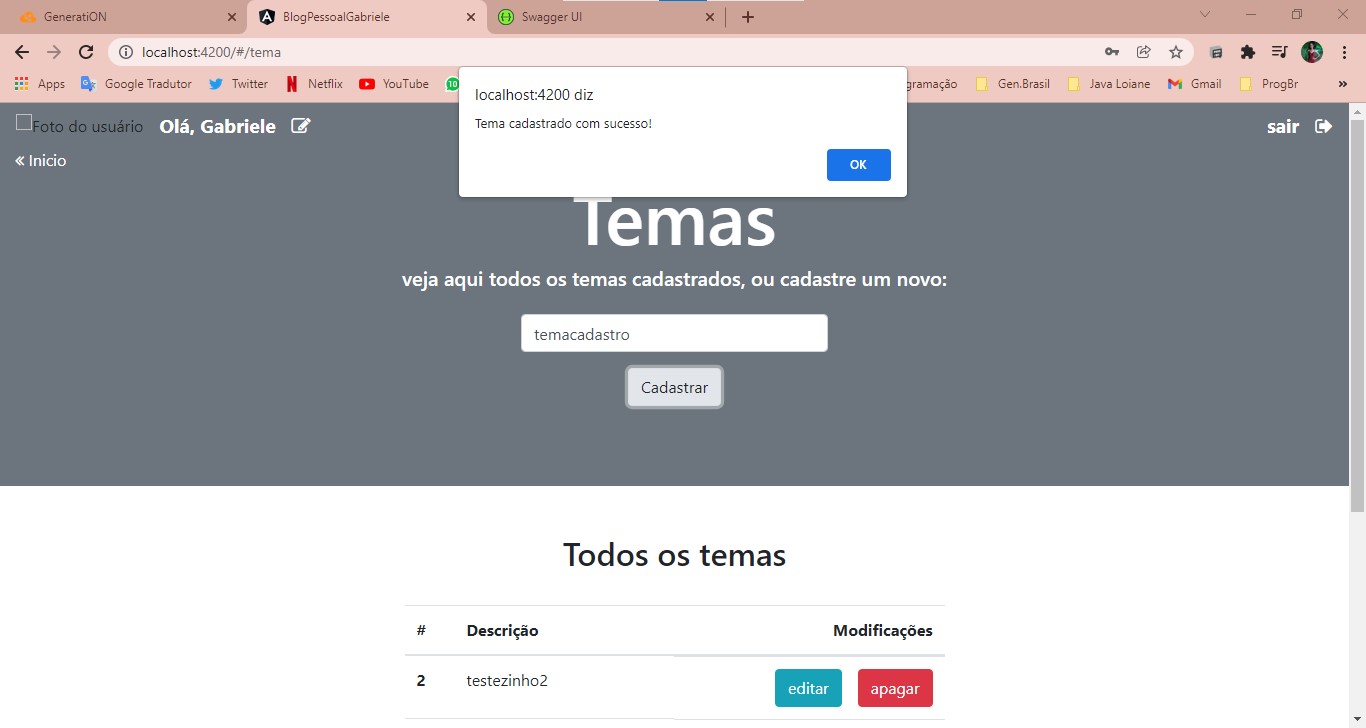 GeneratiON
BlogPessoalGabriele
Swagger UI
localhost:4200/#/tema
Apps
Google Tradutor
Twitter
Netflix
YouTube
10
Gen.Brasil
Java Loiane
Gmail
ProgBr
»
localhost:4200 diz
Tema cadastrado com sucesso!
OK
Foto do usuário
Olá, Gabriele
sair
« Inicio
Temas
veja aqui todos os temas cadastrados, ou cadastre um novo:
temacadastro
Cadastrar
Todos os temas
# Descrição Modificações
2 testezinho2 editar apagar